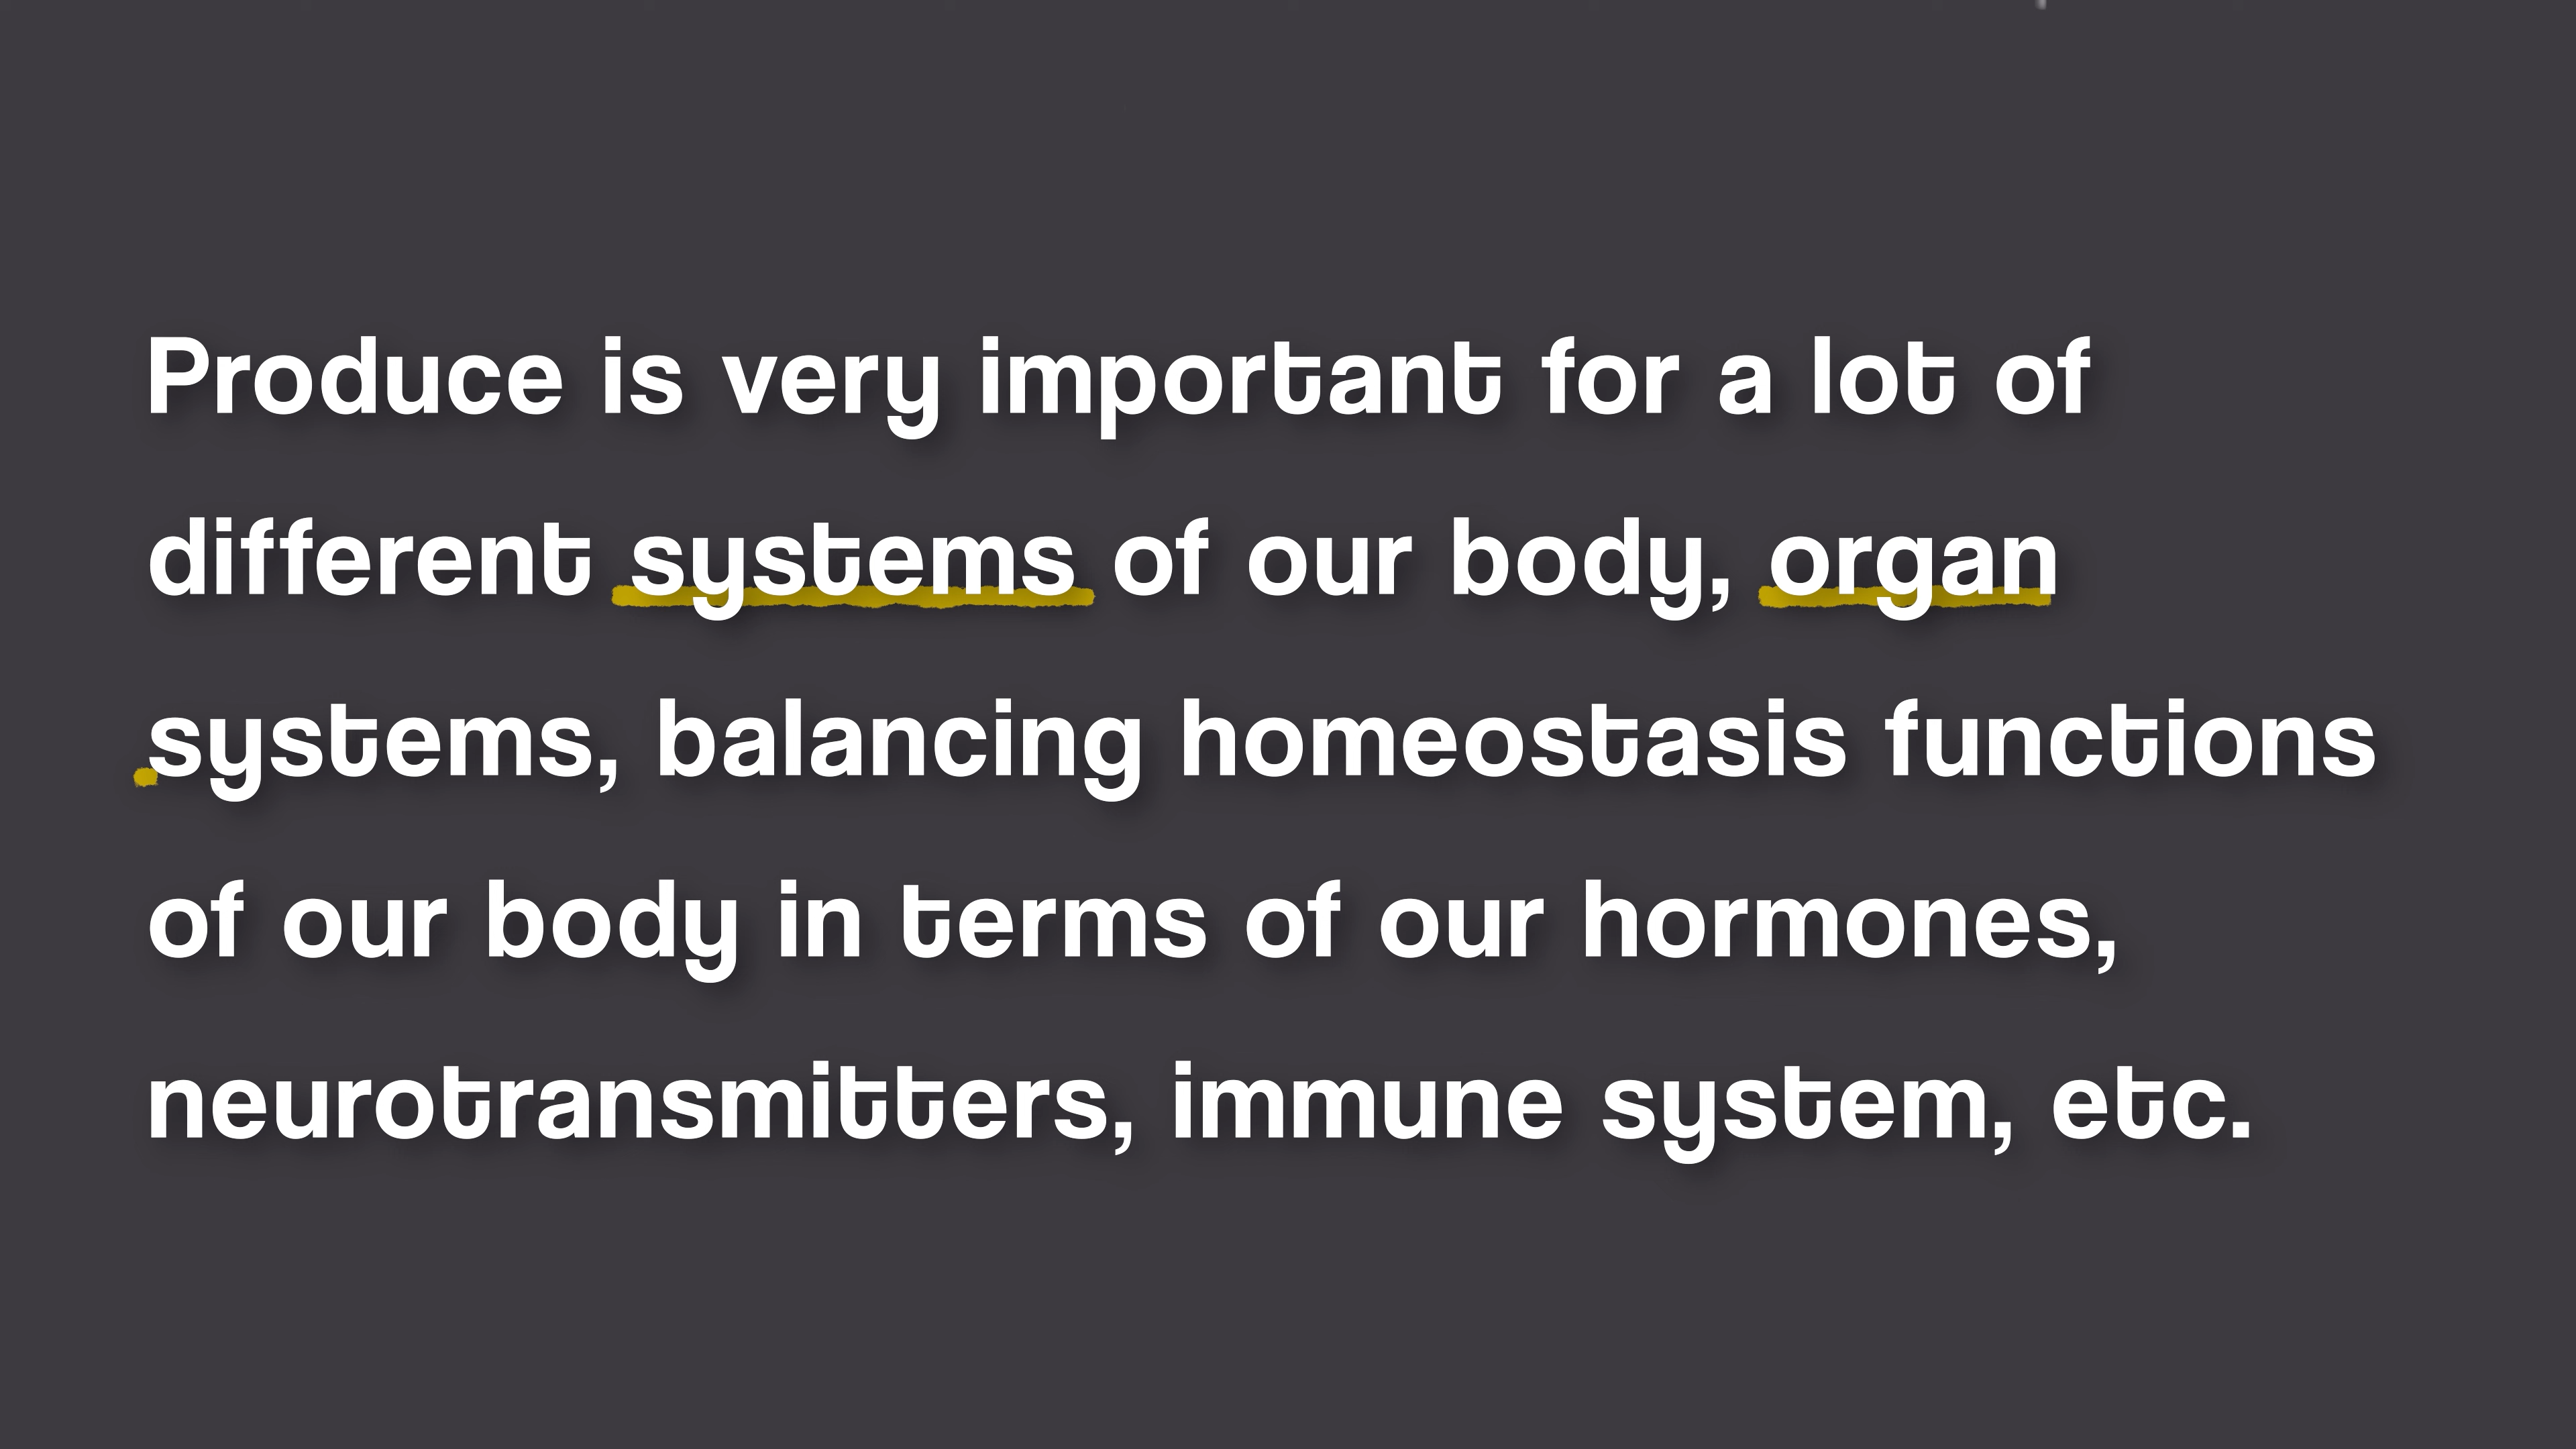 Produce is very important for a lot of
different systems of our body, organ
systems, balancing homeostasis functions
of our body in terms of our hormones,
neurotransmitters, immune system, etc.